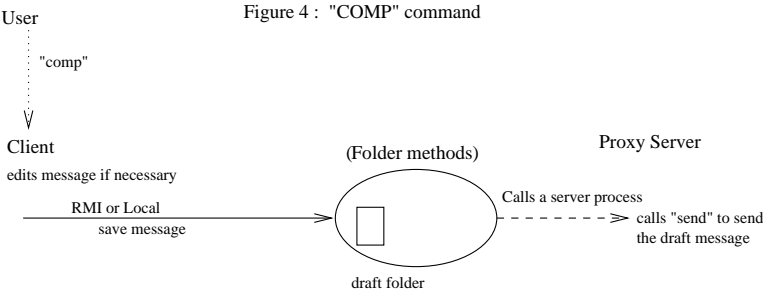 Figure 4 :  "COMP" command
User
"comp"
Client
edits message if necessary
RMI or Local
save message
(Folder methods)
draft folder
Proxy Server
Calls a server process
calls "send" to send
the draft message